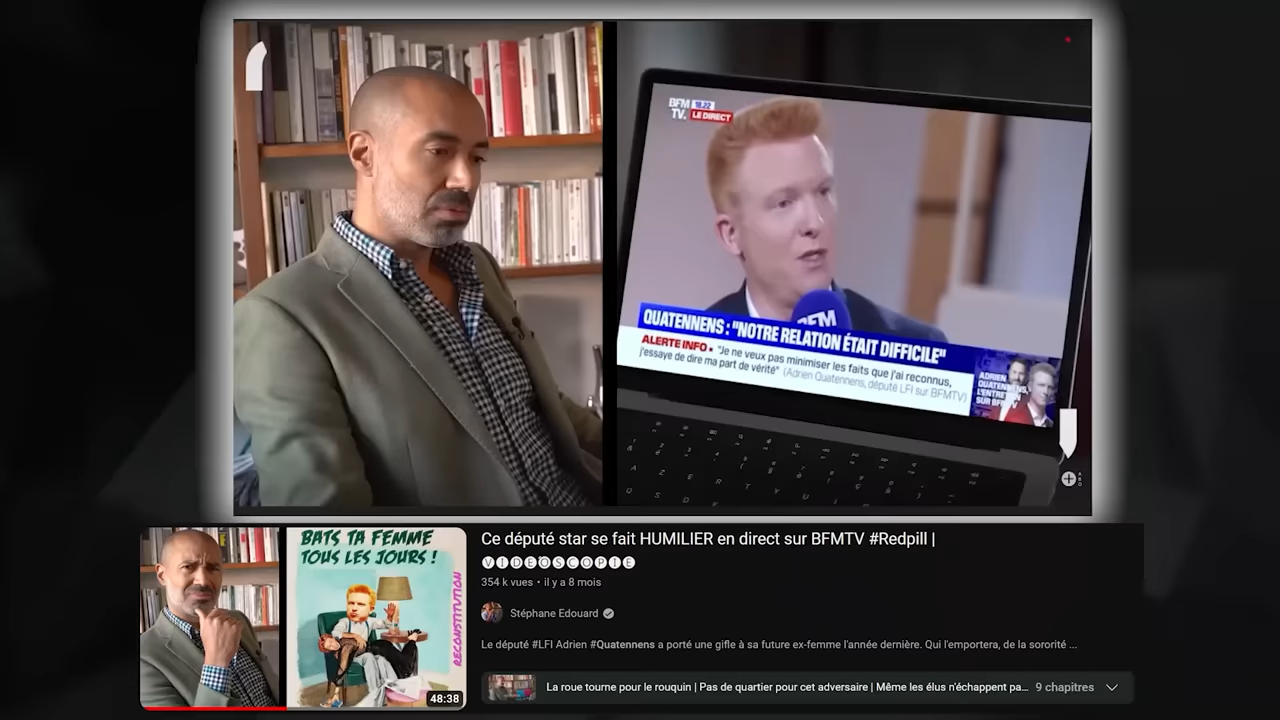 BFM
TV.
18.22
LE DIRECT
BFM
QUATENNENS : "NOTRE RELATION ÉTAIT DIFFICILE"
ALERTE INFO • "Je ne veux pas minimiser les faits que j'ai reconnus,
j'essaye de dire ma part de vérité" (Adrien Quatennens, député LFI sur BFMTV)
ADRIEN
QUATENNENS,
L'ENTRETIEN
SUR BFM
A Z E R T Y U I
Q S D
BATS TA FEMME
TOUS LES JOURS !
RECONSTITUTION
48:38
Ce député star se fait HUMILIER en direct sur BFMTV #Redpill |
🅥🅘🅓🅔🅞🅢🅒🅞🅟🅘🅔
354 k vues • il y a 8 mois
Stéphane Edouard
Le député #LFI Adrien #Quatennens a porté une gifle à sa future ex-femme l'année dernière. Qui l'emportera, de la sororité ...
La roue tourne pour le rouquin | Pas de quartier pour cet adversaire | Même les élus n'échappent pa... 9 chapitres